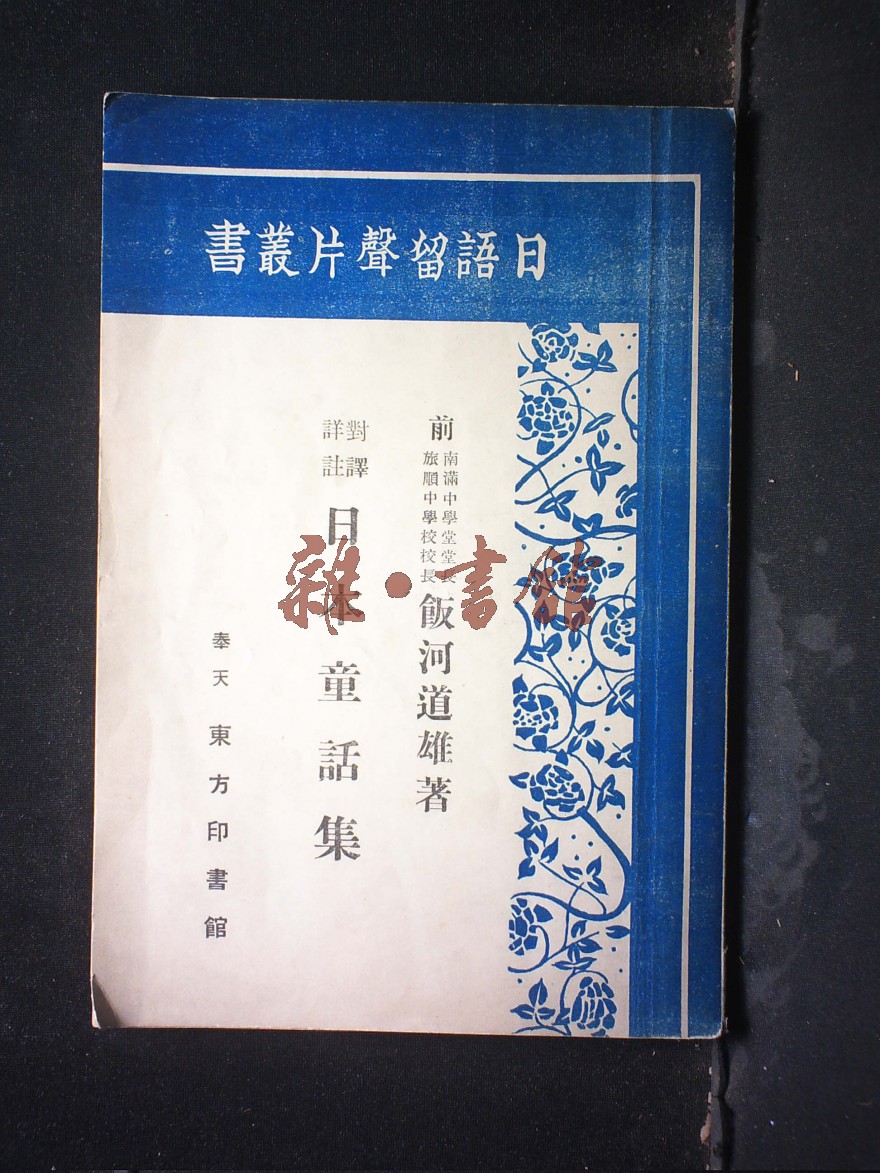 日語留聲片叢書
前
南滿中學堂堂長
旅順中學校校長
飯河道雄著
對譯
詳註
日本童話集
奉天 東方印書館
雜·書館